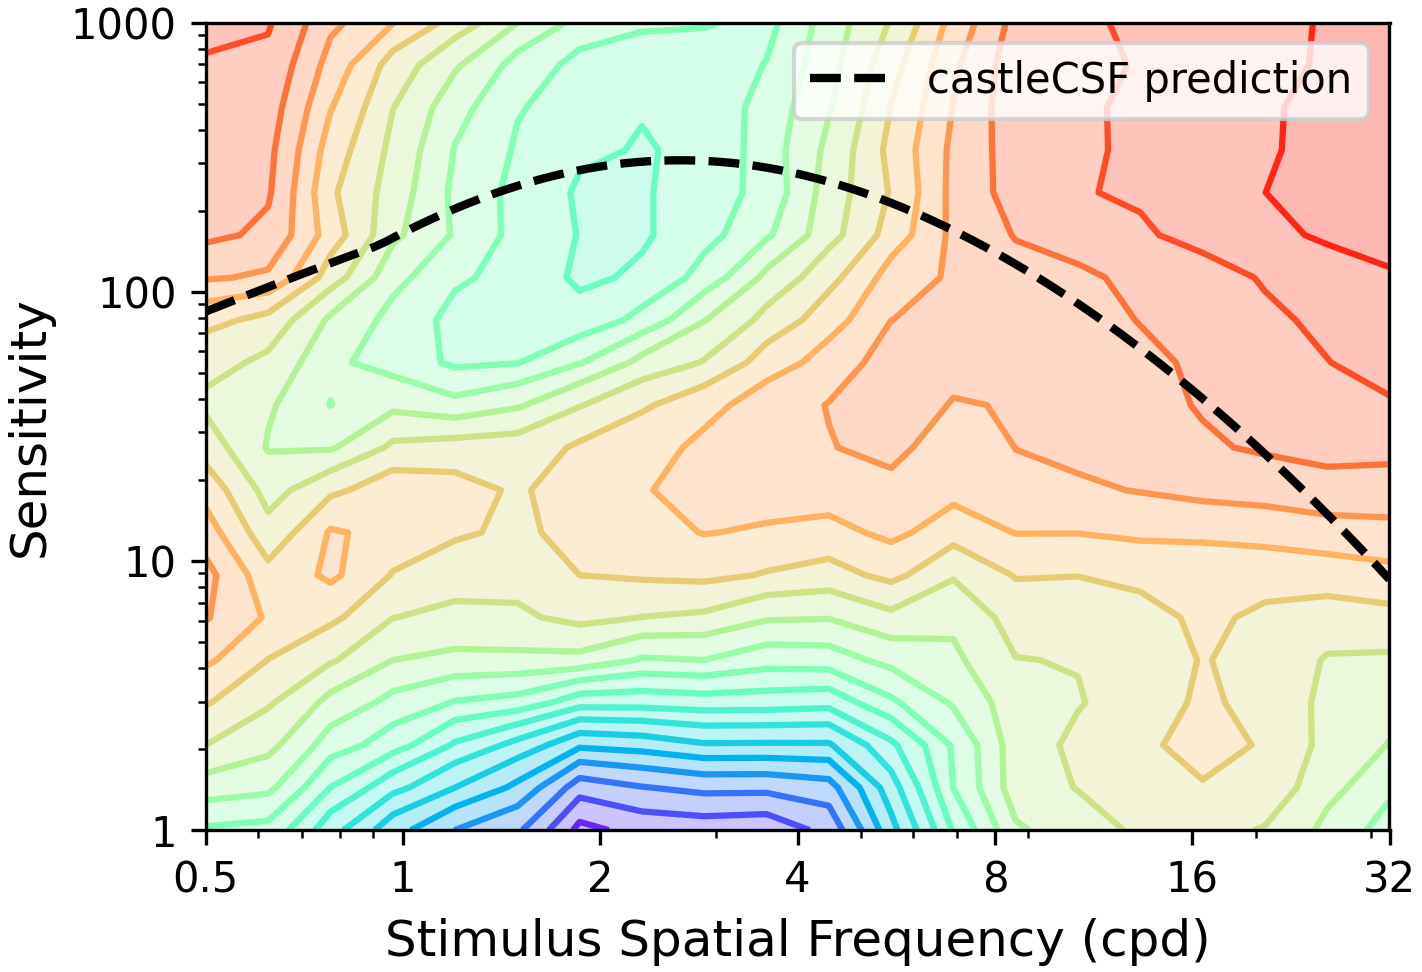 1000
100
10
1
Sensitivity
castleCSF prediction
0.5 1 2 4 8 16 32
Stimulus Spatial Frequency (cpd)